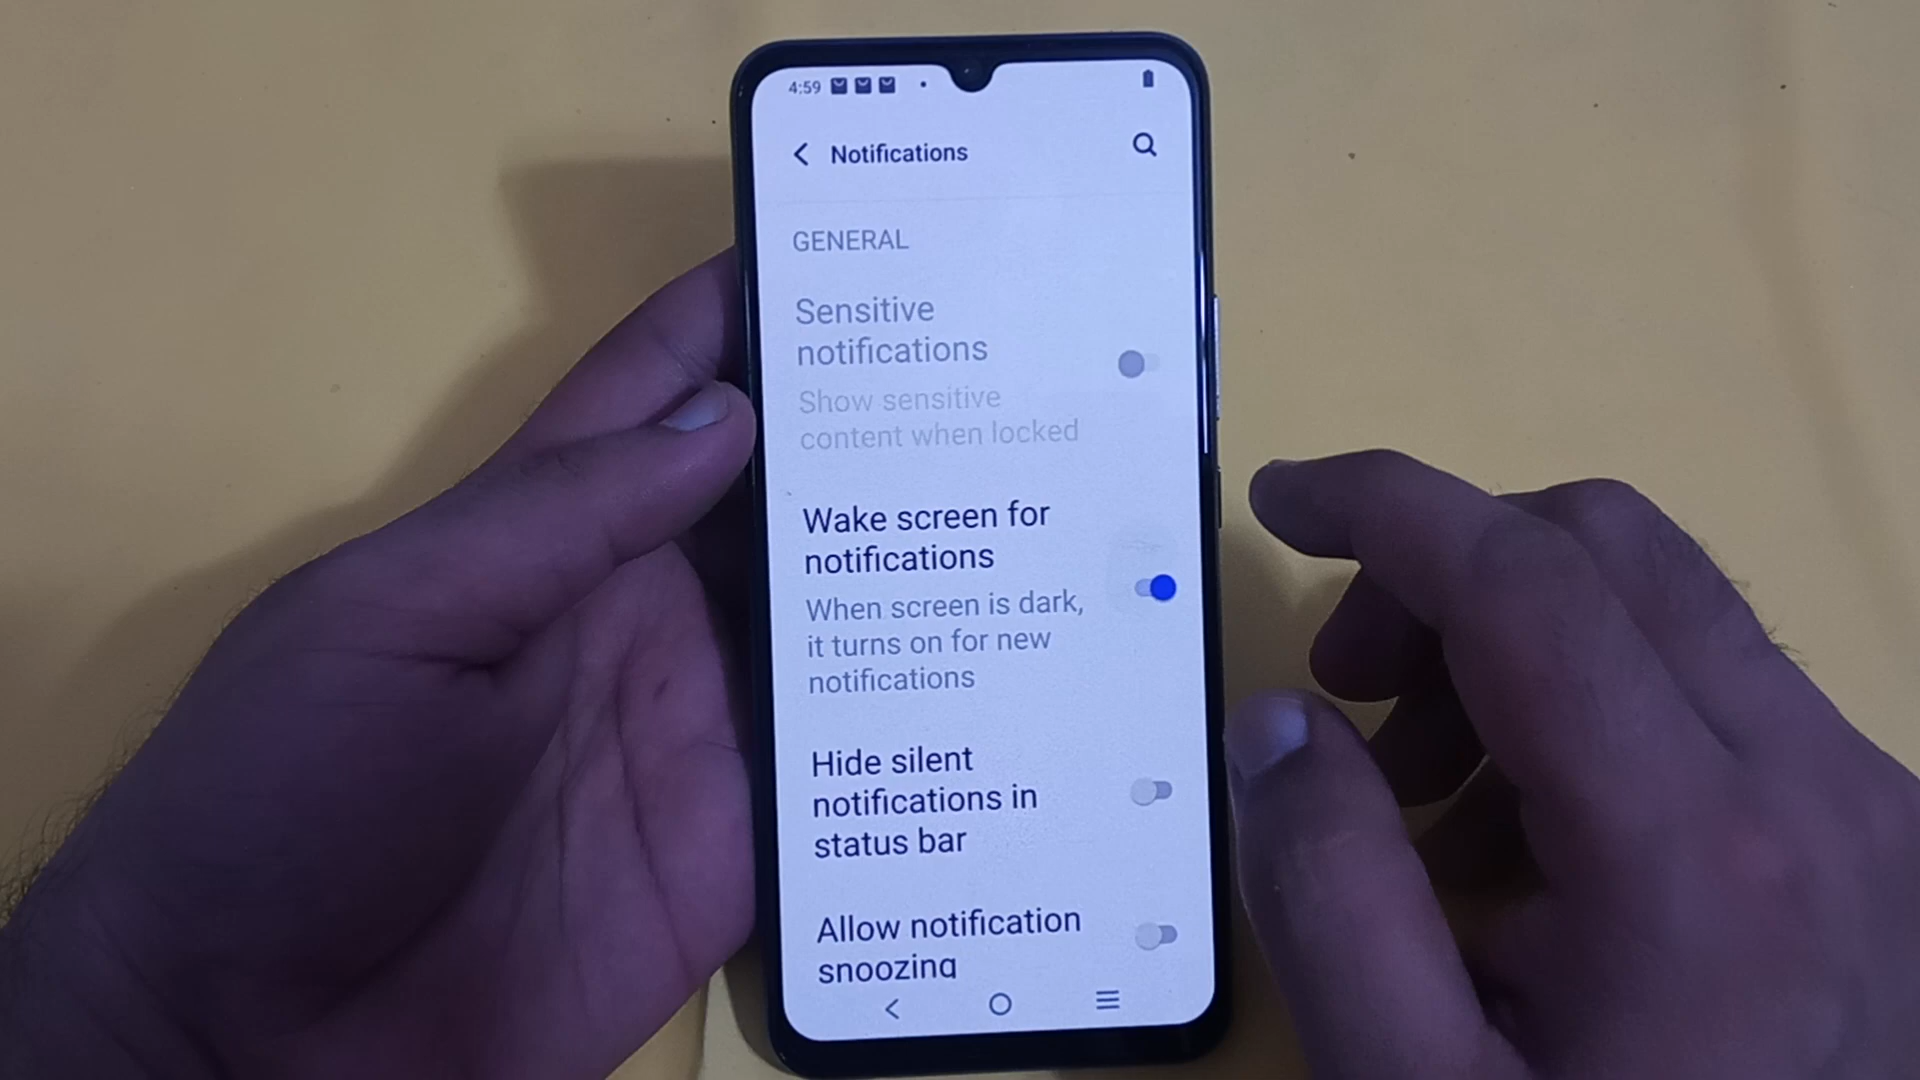 4:59
Notifications
GENERAL
Sensitive
notifications
Show sensitive
content when locked
Wake screen for
notifications
When screen is dark,
it turns on for new
notifications
Hide silent
notifications in
status bar
Allow notification
snoozing